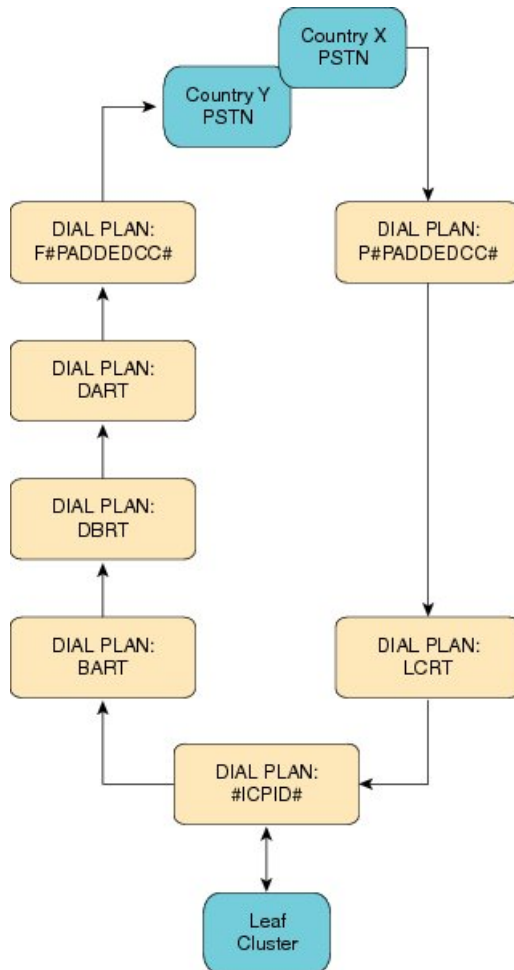 Country X
PSTN
Country Y
PSTN
DIAL PLAN:
F#PADDEDCC#
DIAL PLAN:
P#PADDEDCC#
DIAL PLAN:
DART
DIAL PLAN:
DBRT
DIAL PLAN:
BART
DIAL PLAN:
LCRT
DIAL PLAN:
#ICPID#
Leaf
Cluster